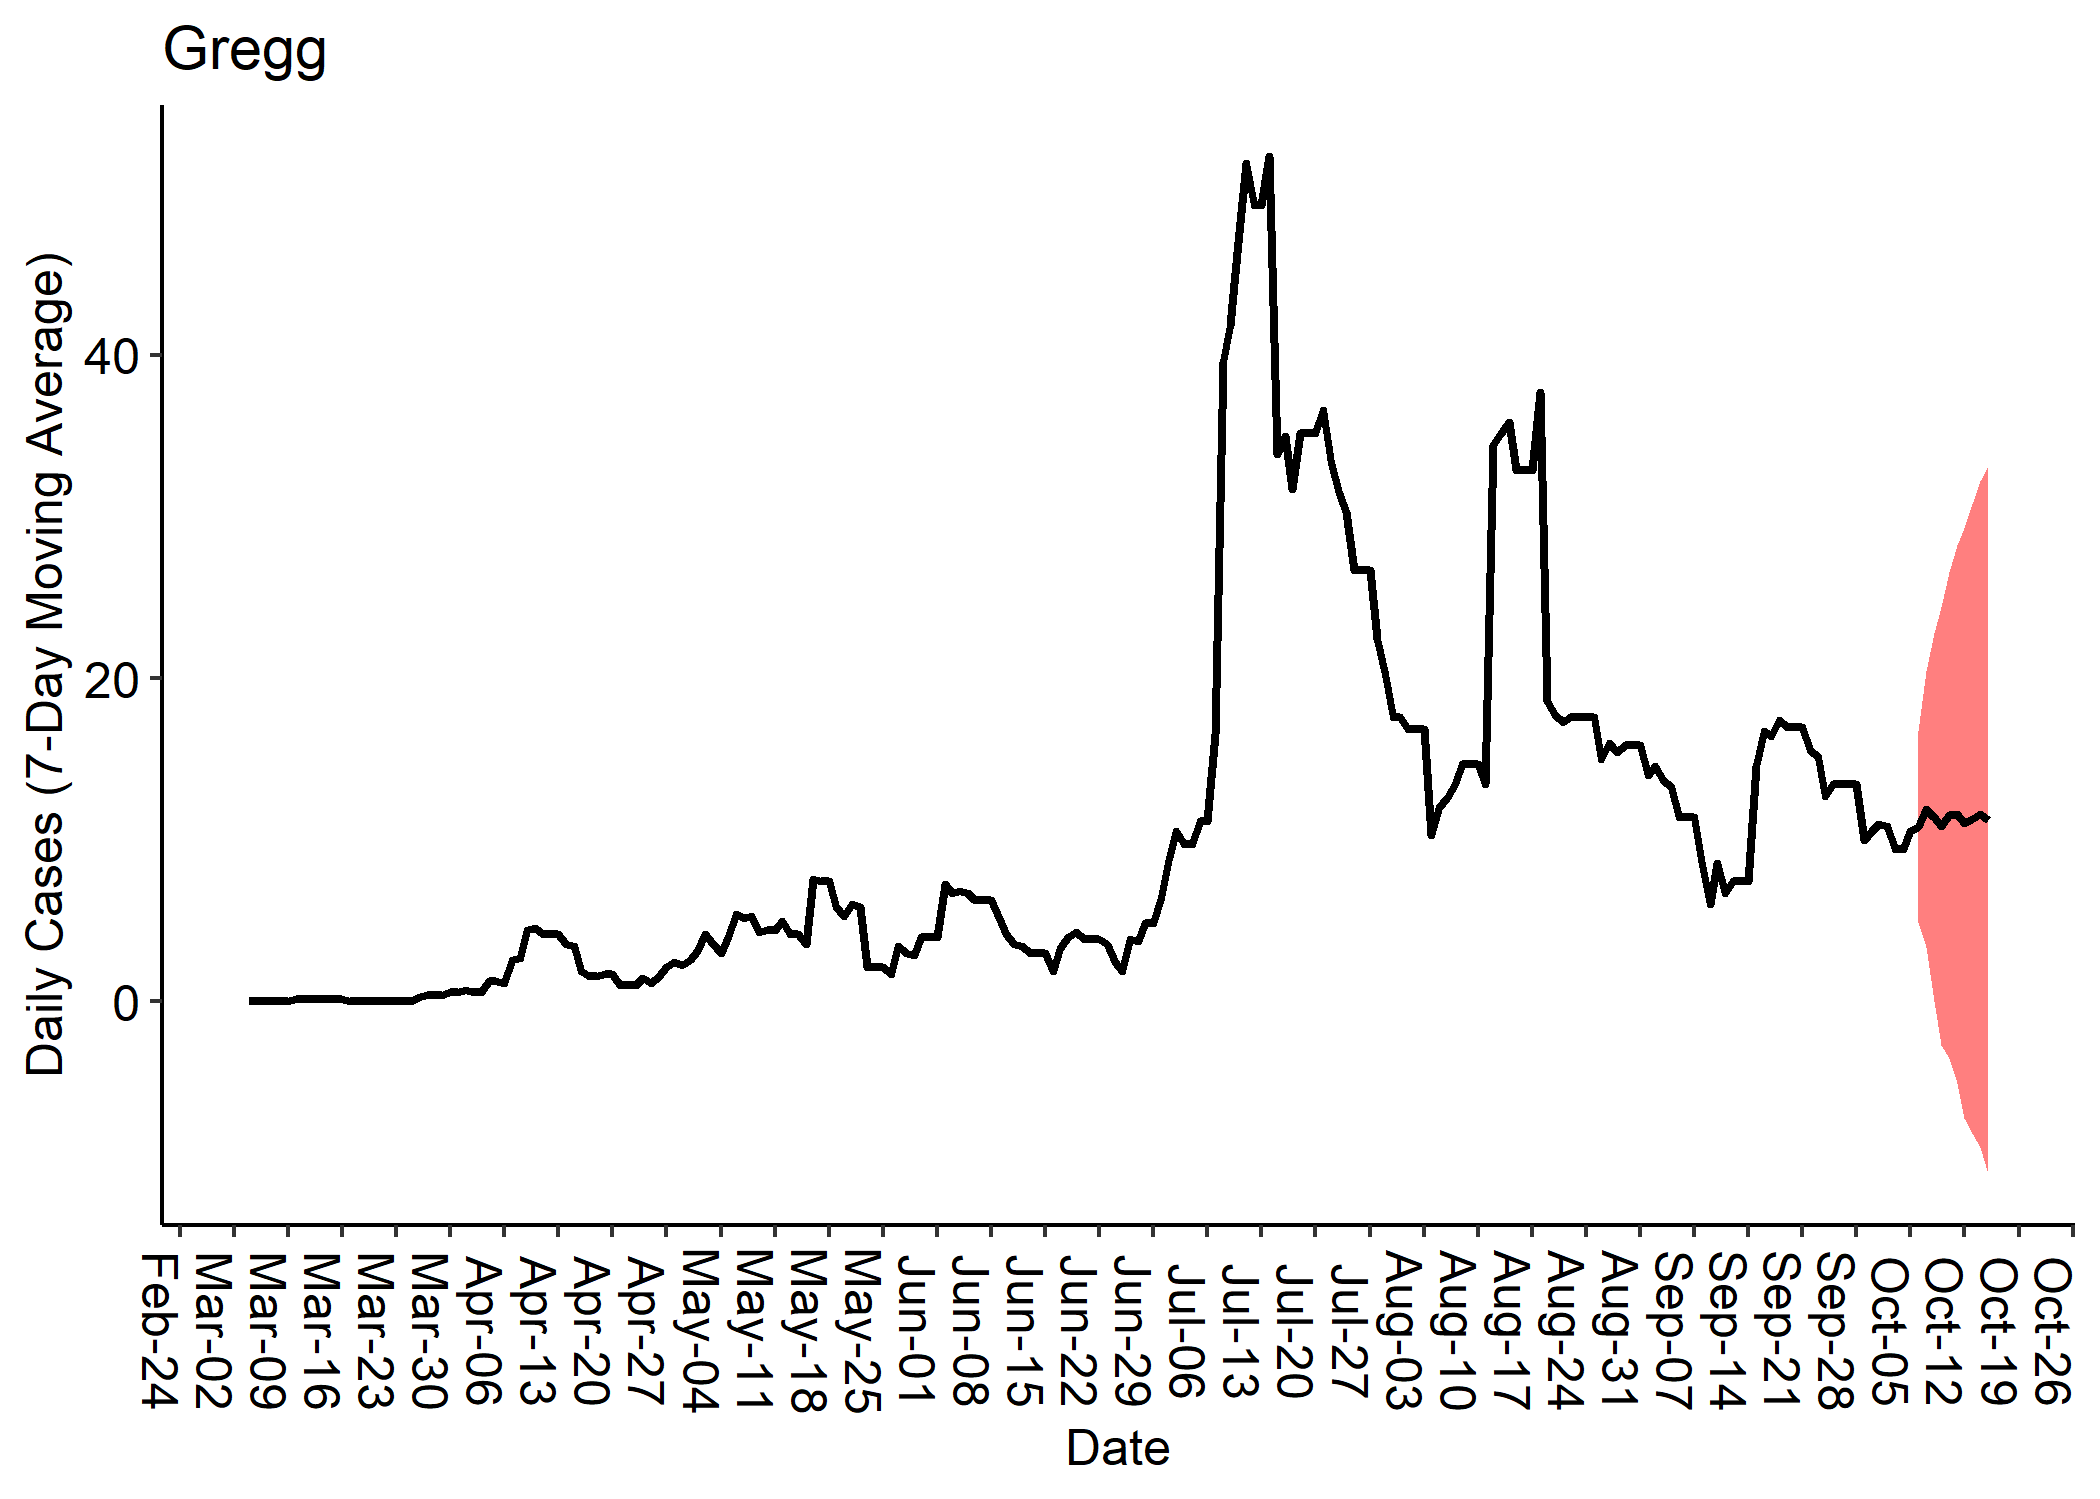 Gregg
Daily Cases (7-Day Moving Average)
40
20
0
Feb-24
Mar-02
Mar-09
Mar-16
Mar-23
Mar-30
Apr-06
Apr-13
Apr-20
Apr-27
May-04
May-11
May-18
May-25
Jun-01
Jun-08
Jun-15
Jun-22
Jun-29
Jul-06
Jul-13
Jul-20
Jul-27
Aug-03
Aug-10
Aug-17
Aug-24
Aug-31
Sep-07
Sep-14
Sep-21
Sep-28
Oct-05
Oct-12
Oct-19
Oct-26
Date